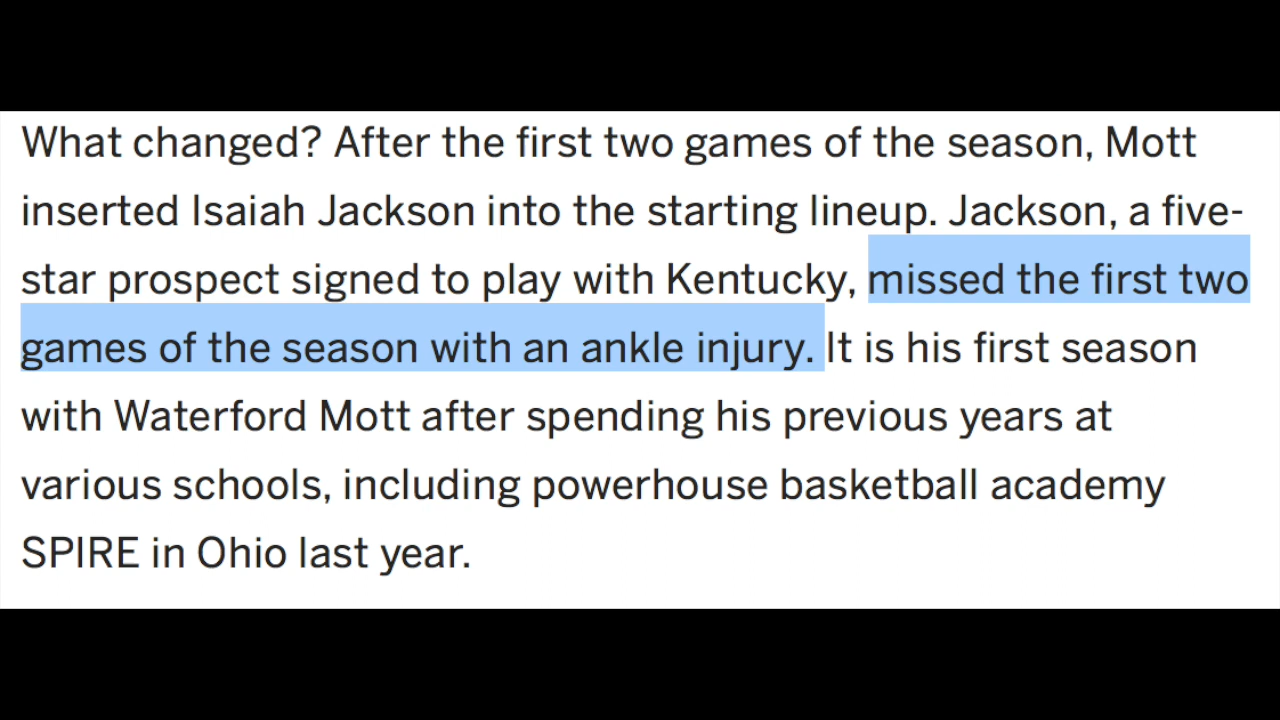 What changed? After the first two games of the season, Mott
inserted Isaiah Jackson into the starting lineup. Jackson, a five-
star prospect signed to play with Kentucky, missed the first two
games of the season with an ankle injury. It is his first season
with Waterford Mott after spending his previous years at
various schools, including powerhouse basketball academy
SPIRE in Ohio last year.